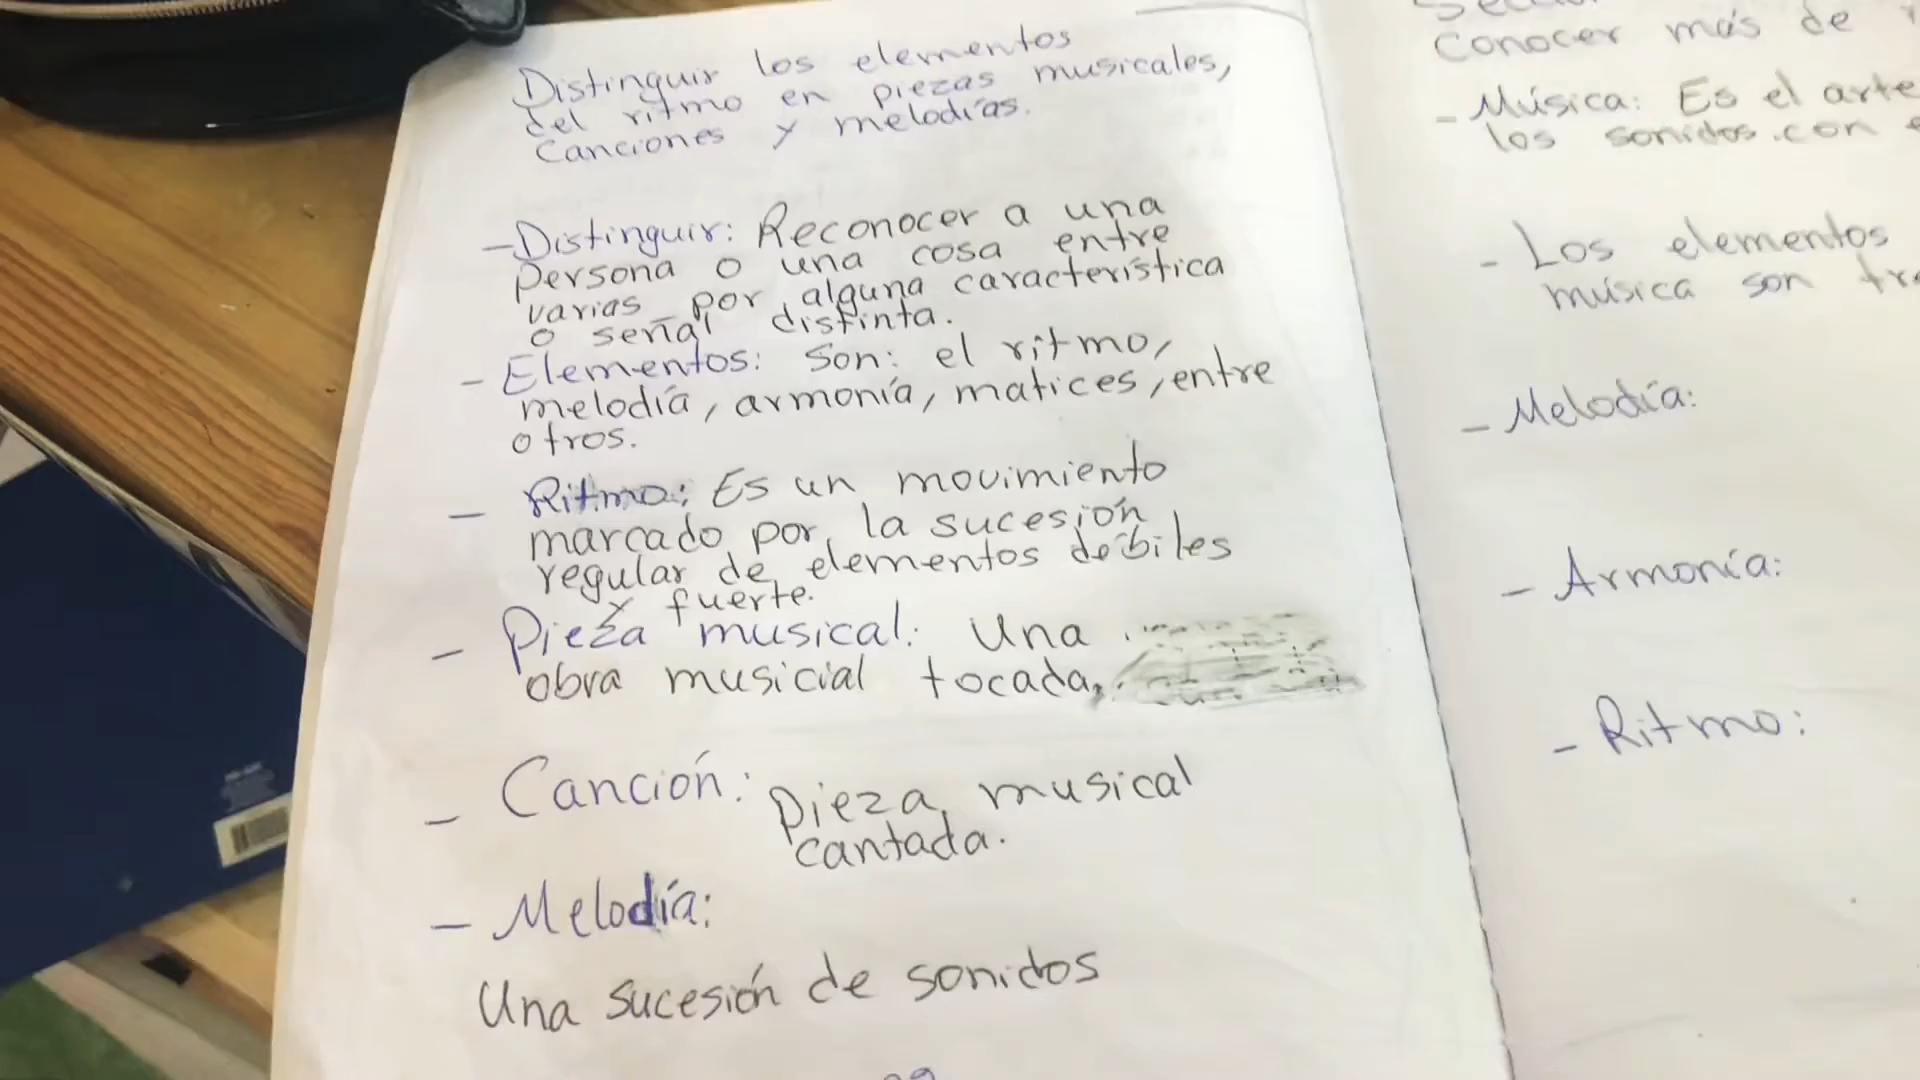 Distinguir los elementos
del ritmo en piezas musicales,
Canciones y melodías.
-Distinguir: Reconocer a una
persona o una cosa entre
varias por alguna característica
o señal distinta.
- Elementos: Son: el ritmo,
melodía, armonía, matices, entre
otros.
- Ritmo: Es un movimiento
marcado por la sucesión
regular de elementos débiles
y fuerte.
- Pieza musical: Una
obra musicial tocada,
- Canción: pieza musical
cantada.
- Melodía:
Una sucesión de sonidos
Conocer más de
- Música: Es el arte
los sonidos con
- Los elementos
música son
- Melodía:
- Armonía:
- Ritmo: